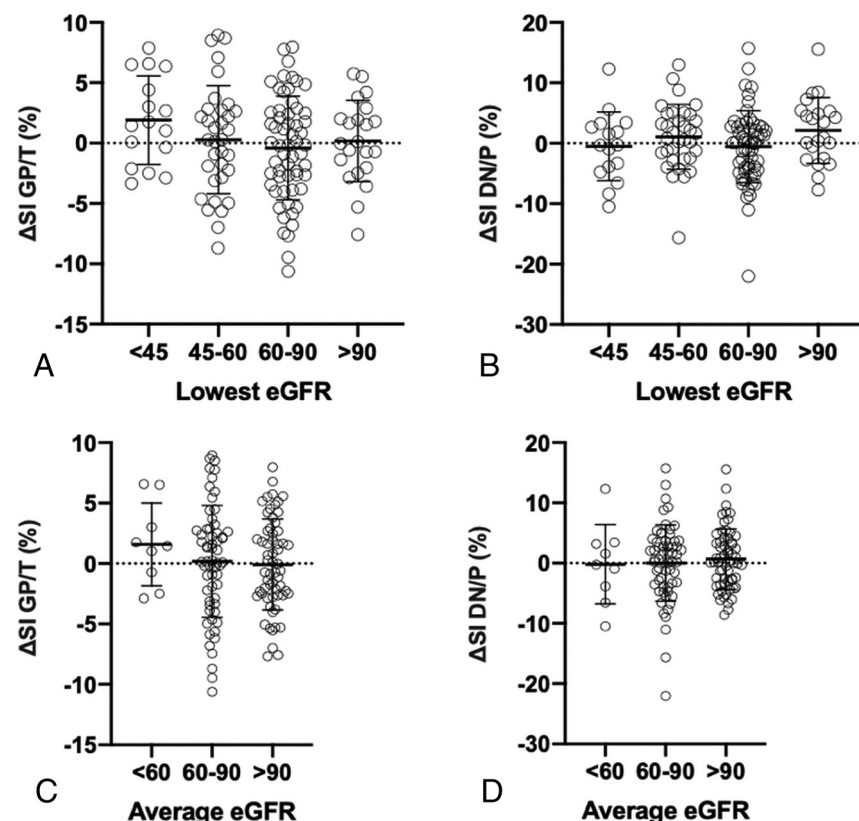 10
5
0
-5
-10
-15
ΔSI GP/T (%)
<45 45-60 60-90 >90
Lowest eGFR
A
20
10
0
-10
-20
-30
ΔSI DN/P (%)
<45 45-60 60-90 >90
Lowest eGFR
B
10
5
0
-5
-10
-15
ΔSI GP/T (%)
<60 60-90 >90
Average eGFR
C
20
10
0
-10
-20
-30
ΔSI DN/P (%)
<60 60-90 >90
Average eGFR
D